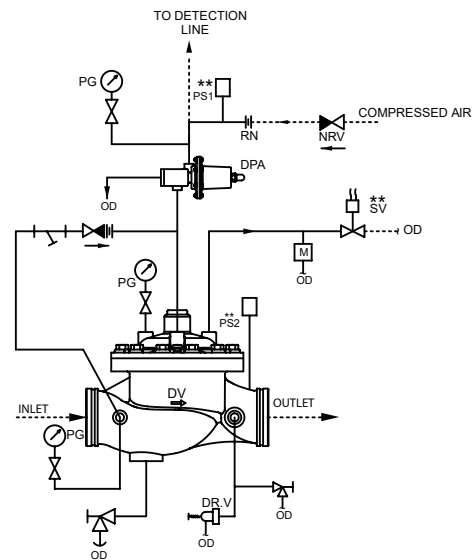 TO DETECTION
LINE
PG
**
PS1
COMPRESSED AIR
RN
NRV
DPA
OD
**
SV
OD
M
OD
PG
**
PS2
DV
INLET
OUTLET
PG
DR.V
OD
OD
OD